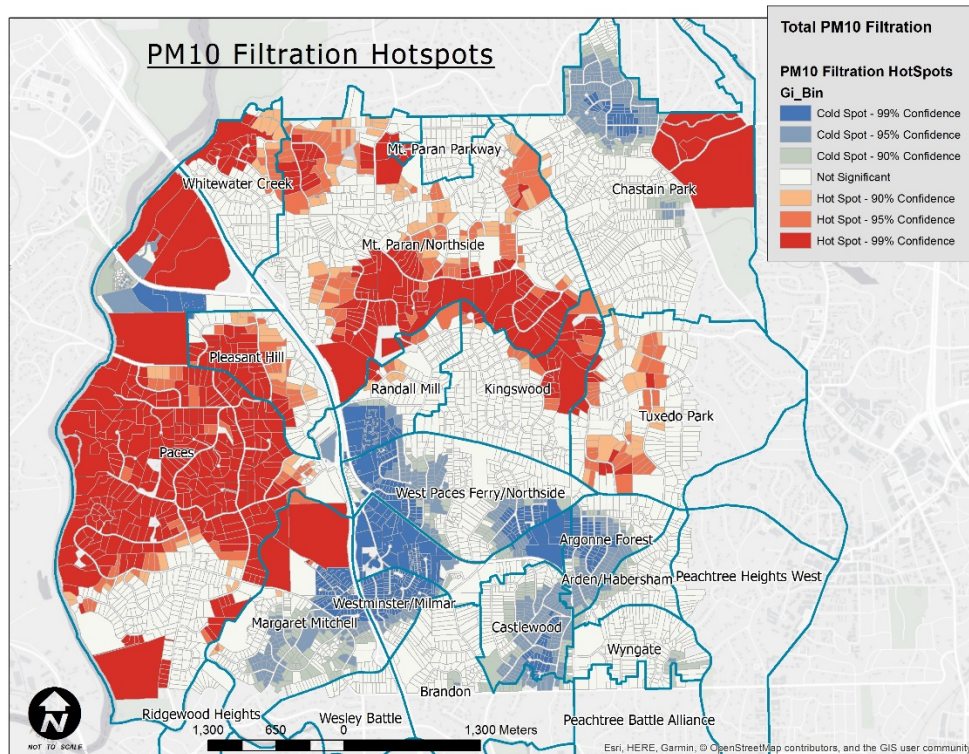 PM10 Filtration Hotspots
Total PM10 Filtration
PM10 Filtration HotSpots
Gi_Bin
Cold Spot - 99% Confidence
Cold Spot - 95% Confidence
Cold Spot - 90% Confidence
Not Significant
Hot Spot - 90% Confidence
Hot Spot - 95% Confidence
Hot Spot - 99% Confidence
Mt. Paran Parkway
Whitewater Creek
Chastain Park
Mt. Paran/Northside
Pleasant Hill
Randall Mill
Kingswood
Tuxedo Park
Paces
West Paces Ferry/Northside
Argonne Forest
Arden/Habersham
Peachtree Heights West
Westminster/Milmar
Margaret Mitchell
Castlewood
Wyngate
Brandon
Ridgewood Heights
Wesley Battle
Peachtree Battle Alliance
N
NOT TO SCALE
1,300 650 0 1,300 Meters
Esri, HERE, Garmin, © OpenStreetMap contributors, and the GIS user communi